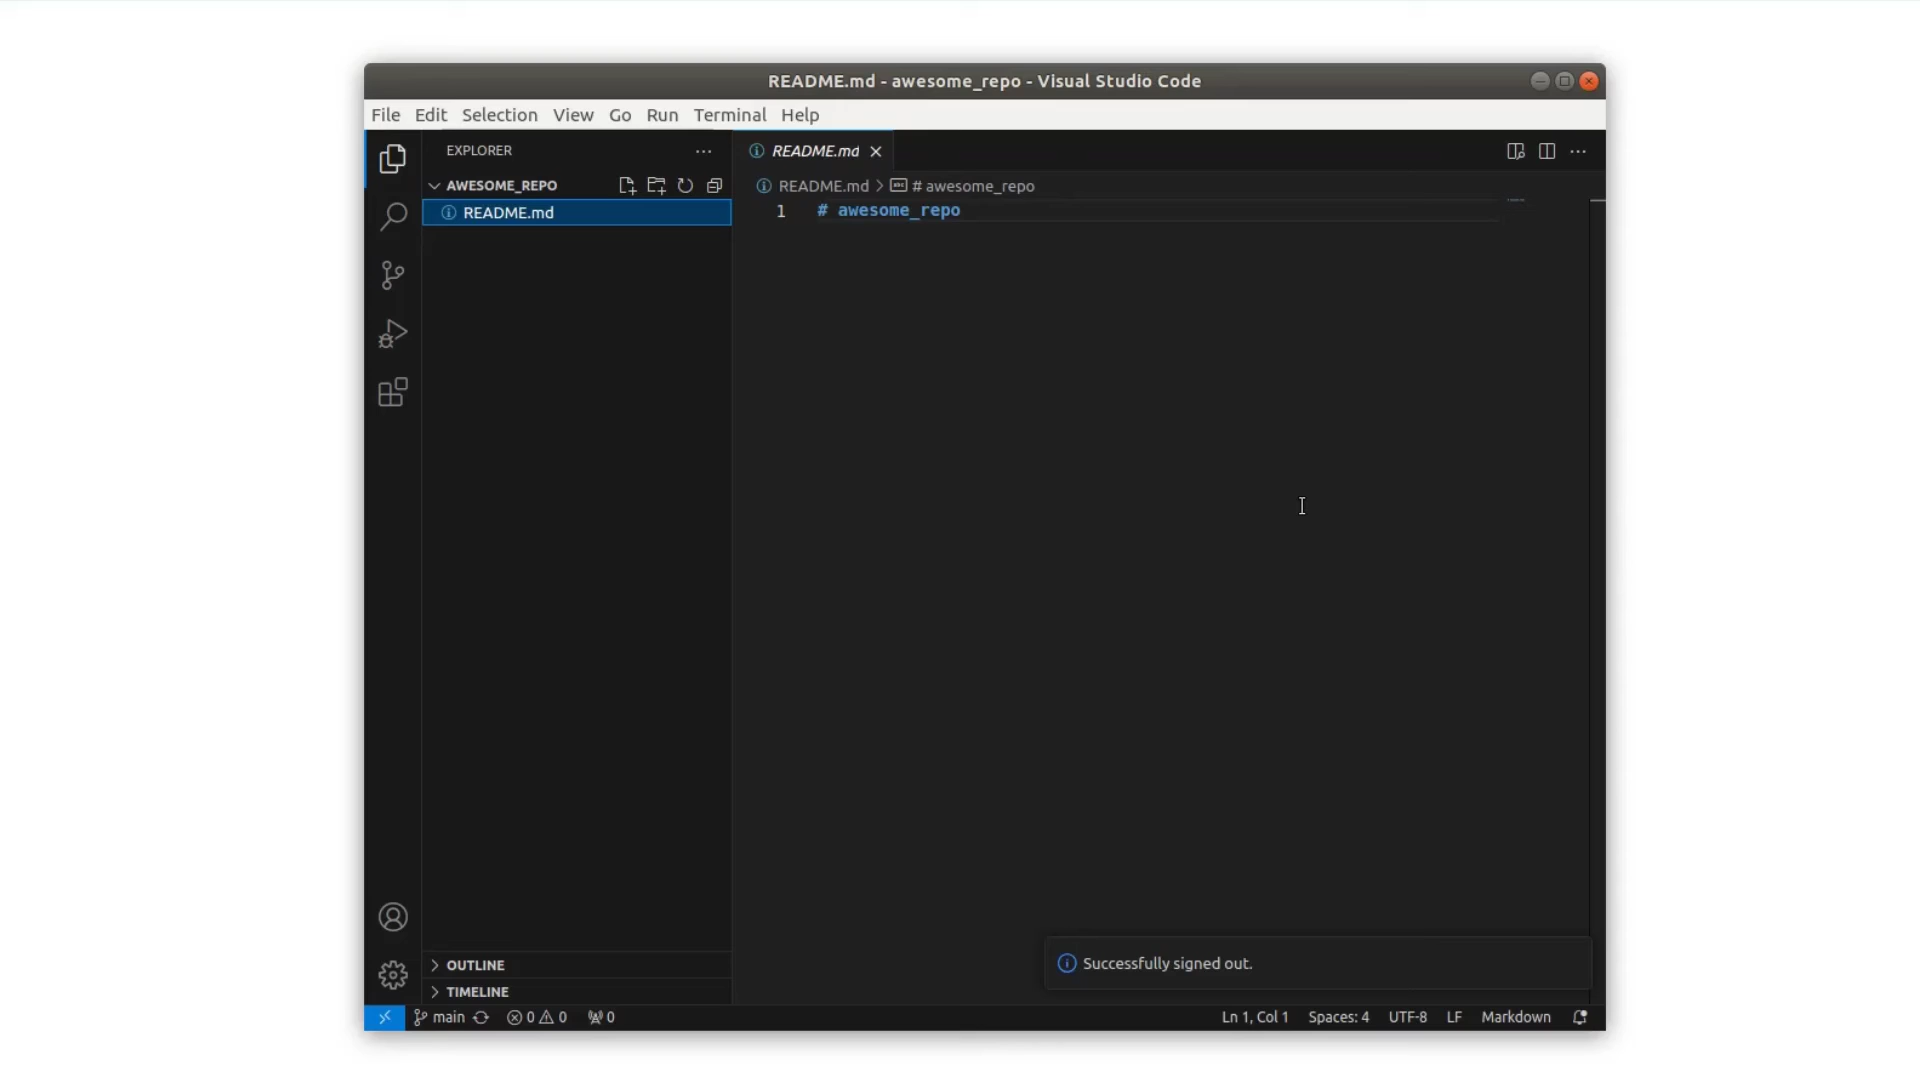 README.md - awesome_repo - Visual Studio Code
File Edit Selection View Go Run Terminal Help
EXPLORER
README.md
AWESOME_REPO
README.md > # awesome_repo
README.md
1 # awesome_repo
OUTLINE
Successfully signed out.
TIMELINE
main 0 0 0 Ln 1, Col 1 Spaces: 4 UTF-8 LF Markdown